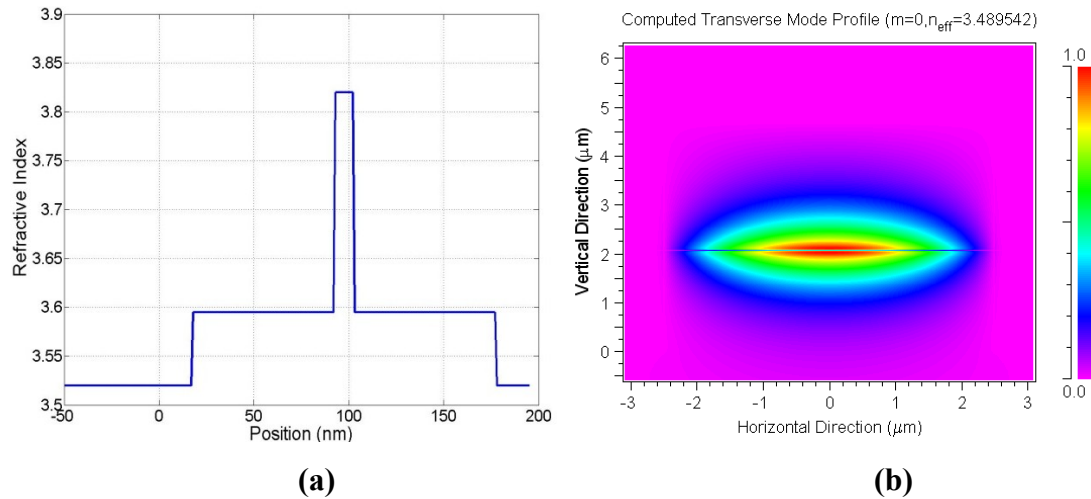 3.9
3.85
3.8
3.75
3.7
3.65
3.6
3.55
3.5
Refractive Index
-50 0 50 100 150 200
Position (nm)
(a)
Computed Transverse Mode Profile (m=0,neff=3.489542)
6
5
4
3
2
1
0
Vertical Direction (μm)
-3 -2 -1 0 1 2 3
Horizontal Direction (μm)
1.0
0.0
(b)